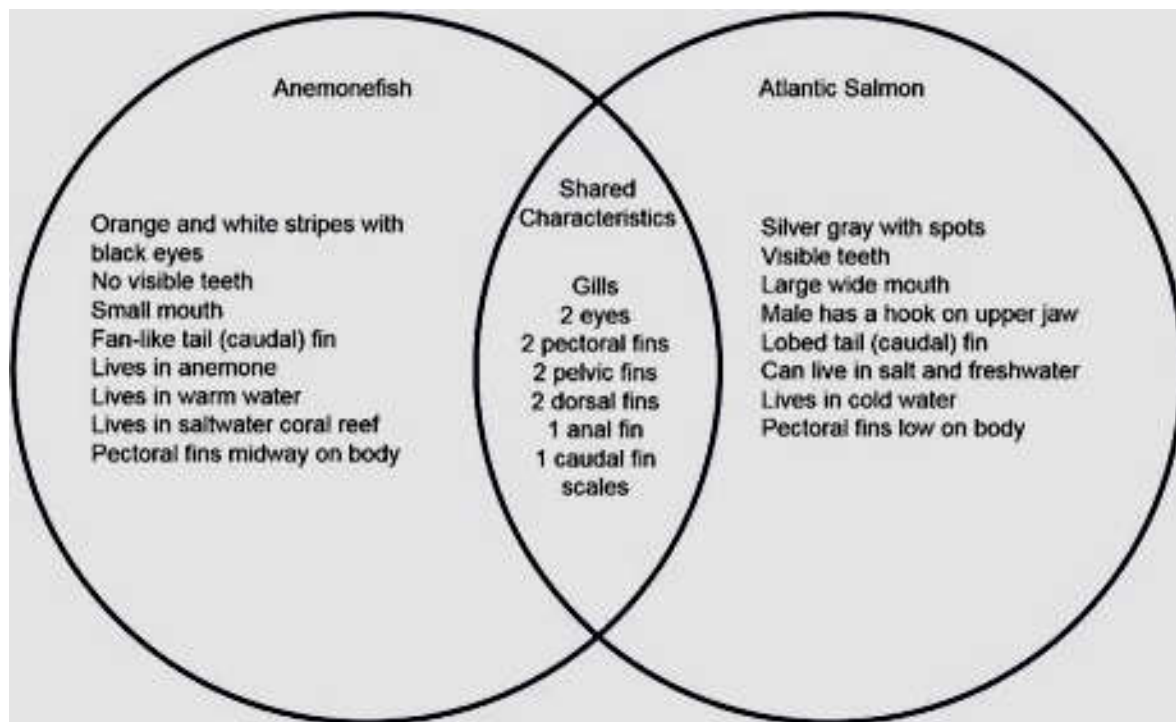 Anemonefish
Orange and white stripes with
black eyes
No visible teeth
Small mouth
Fan-like tail (caudal) fin
Lives in anemone
Lives in warm water
Lives in saltwater coral reef
Pectoral fins midway on body
Shared
Characteristics
Gills
2 eyes
2 pectoral fins
2 pelvic fins
2 dorsal fins
1 anal fin
1 caudal fin
scales
Atlantic Salmon
Silver gray with spots
Visible teeth
Large wide mouth
Male has a hook on upper jaw
Lobed tail (caudal) fin
Can live in salt and freshwater
Lives in cold water
Pectoral fins low on body